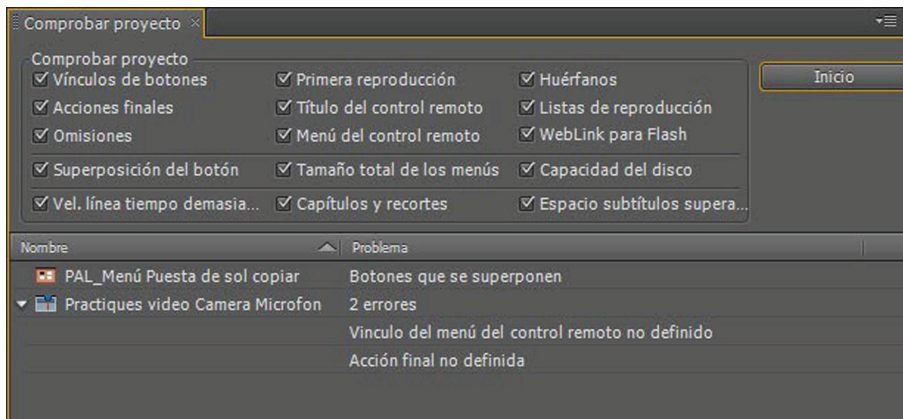 Comprobar proyecto
Comprobar proyecto
Vínculos de botones Primera reproducción Huérfanos Inicio
Acciones finales Título del control remoto Listas de reproducción
Omisiones Menú del control remoto WebLink para Flash
Superposición del botón Tamaño total de los menús Capacidad del disco
Vel. línea tiempo demasia... Capítulos y recortes Espacio subtítulos supera...
Nombre Problema
PAL_Menú Puesta de sol copiar Botones que se superponen
Practiques video Camera Microfon 2 errores
Vinculo del menú del control remoto no definido
Acción final no definida